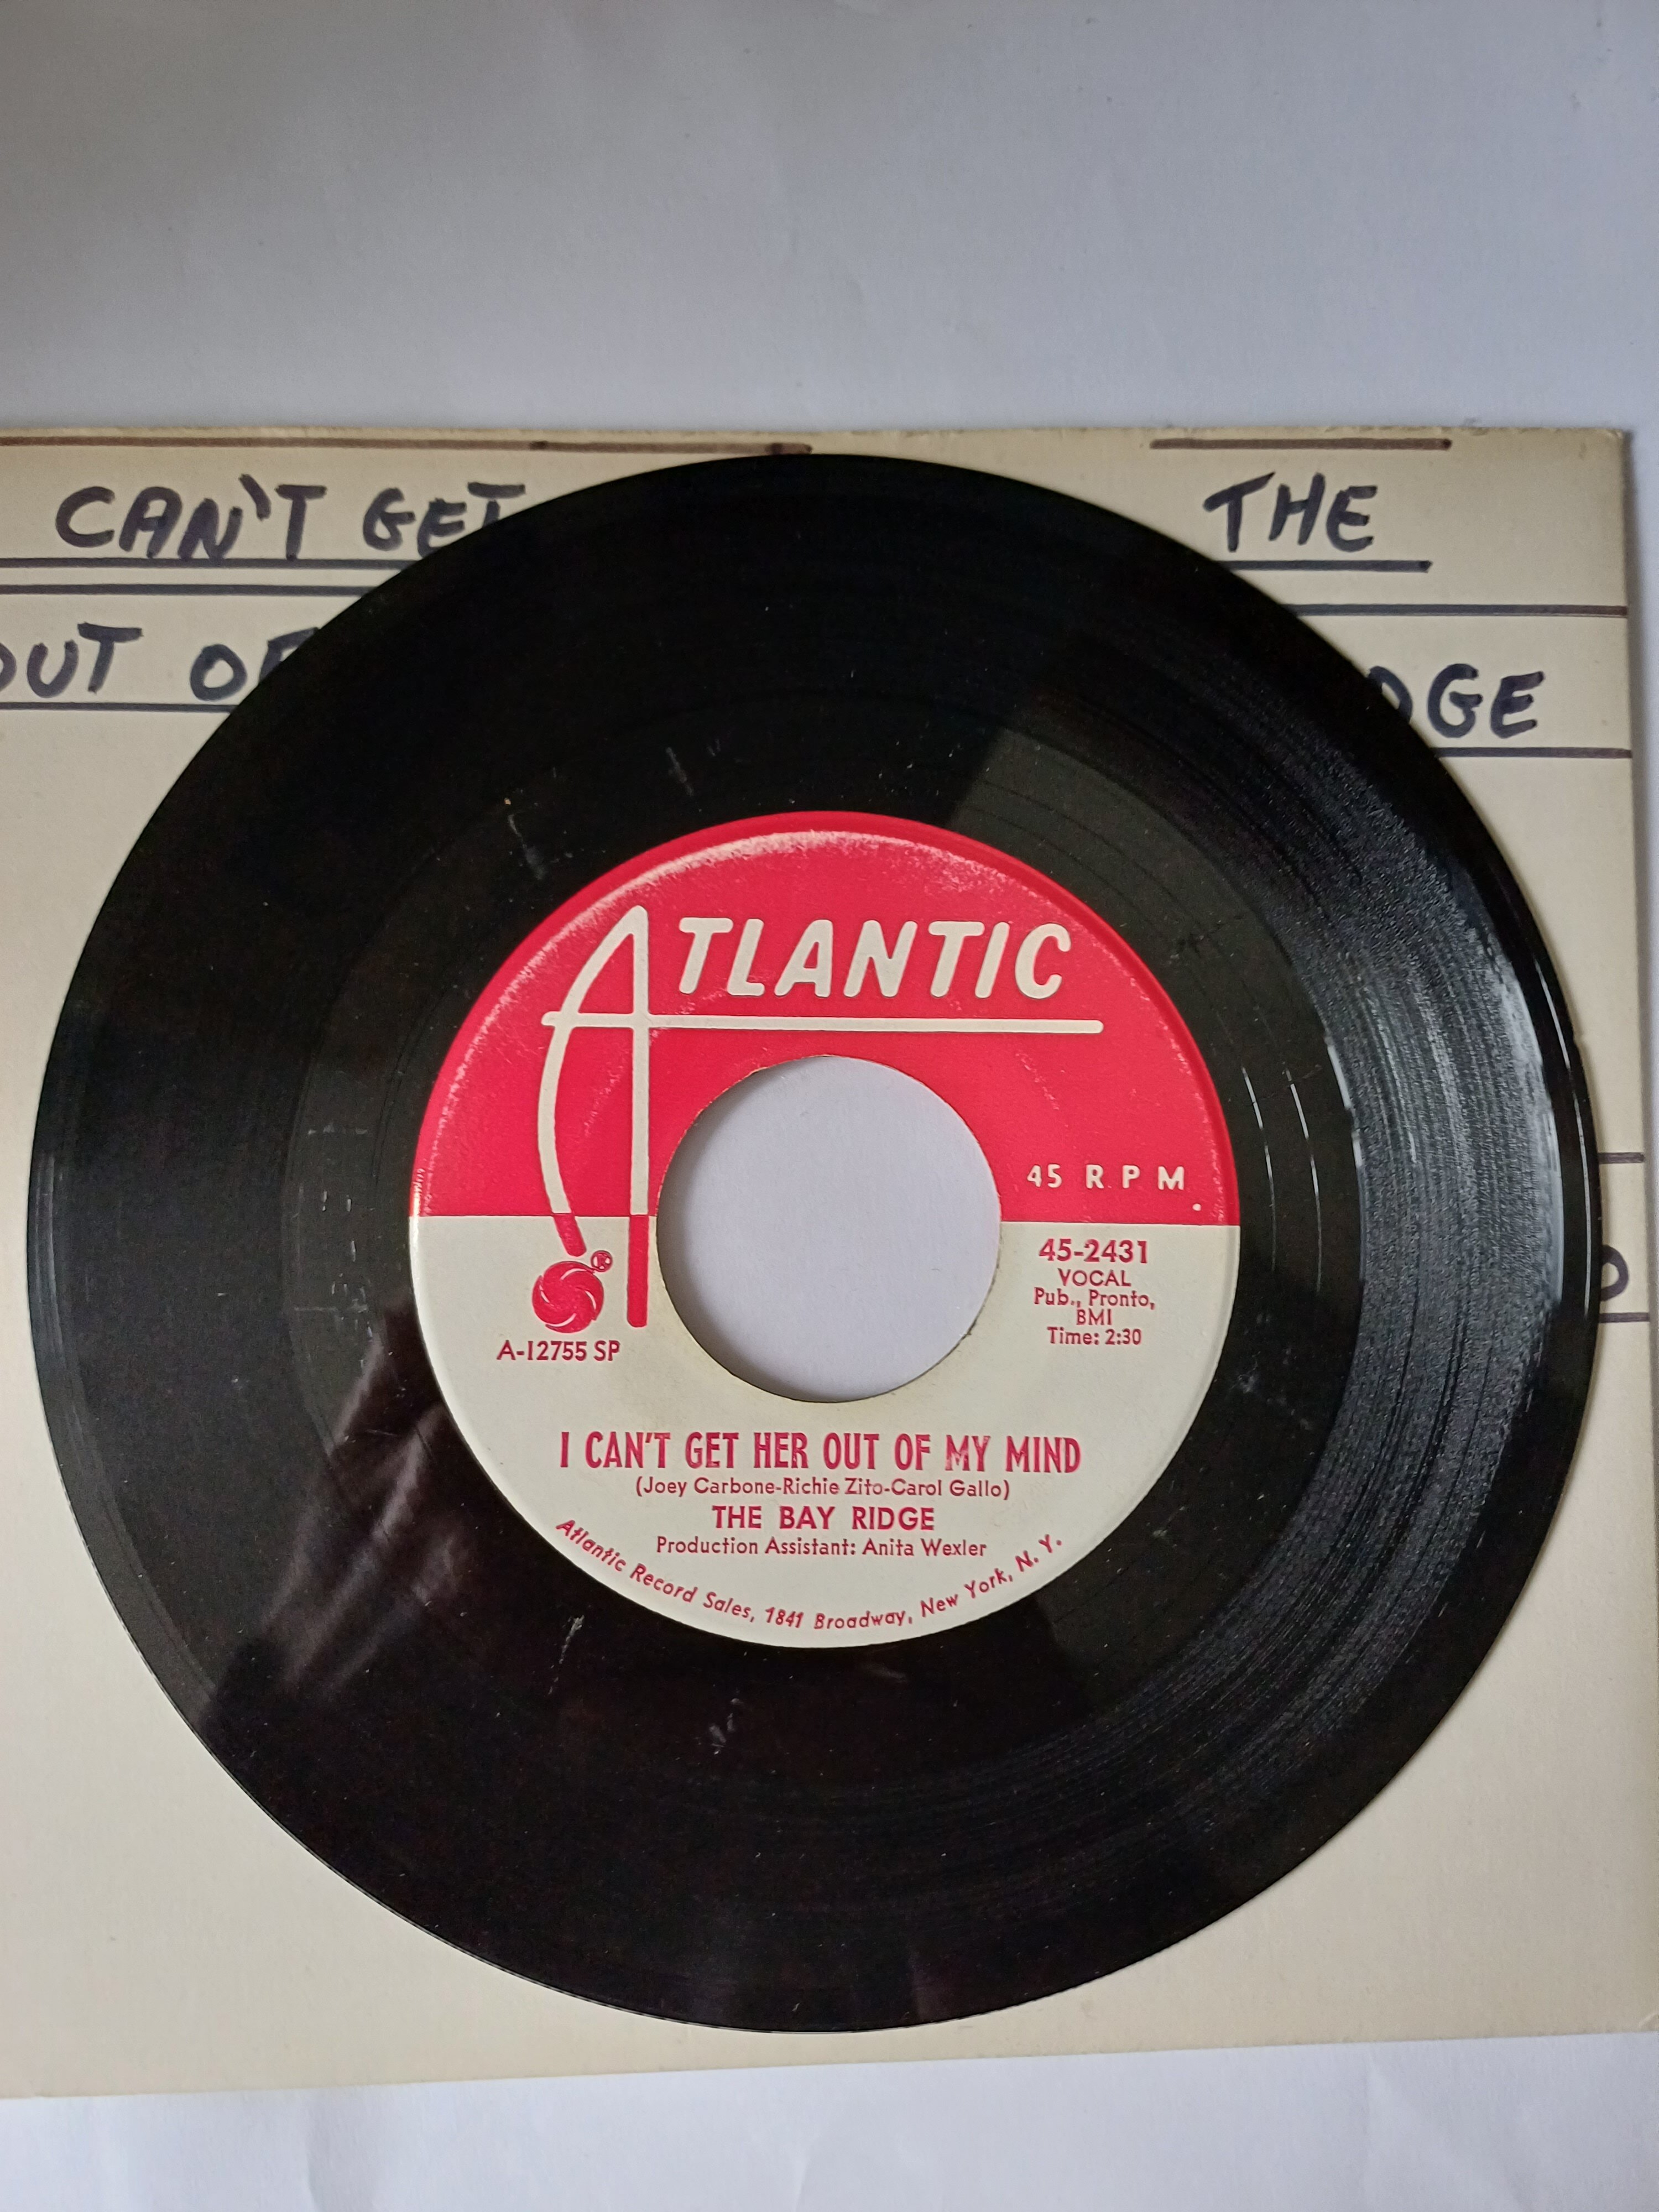 CAN'T GET
THE
OUT OF
ATLANTIC
45 R.P.M.
45-2431
VOCAL
Pub., Pronto,
BMI
Time: 2:30
A-12755 SP
I CAN'T GET HER OUT OF MY MIND
(Joey Carbone-Richie Zito-Carol Gallo)
THE BAY RIDGE
Production Assistant: Anita Wexler
Atlantic Record Sales, 1841 Broadway, New York, N. Y.